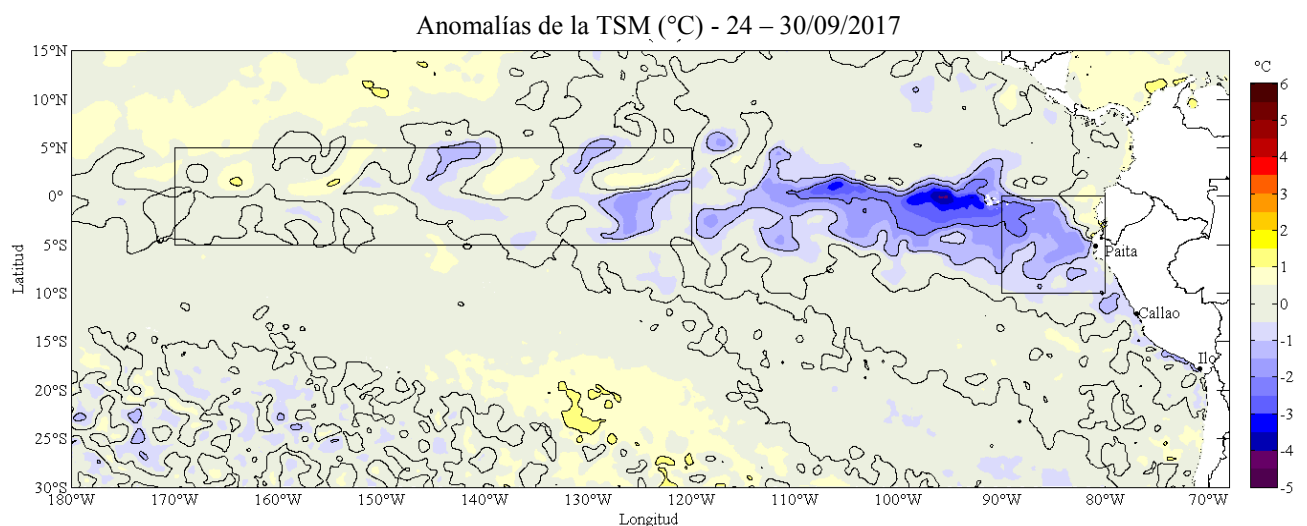 Anomalías de la TSM (°C) - 24 – 30/09/2017
15°N
10°N
5°N
0°
5°S
10°S
15°S
20°S
25°S
30°S
Latitud
180°W
170°W
160°W
150°W
140°W
130°W
120°W
110°W
100°W
90°W
80°W
70°W
Longitud
Paita
Callao
Ilo
°C
6
5
4
3
2
1
0
-1
-2
-3
-4
-5